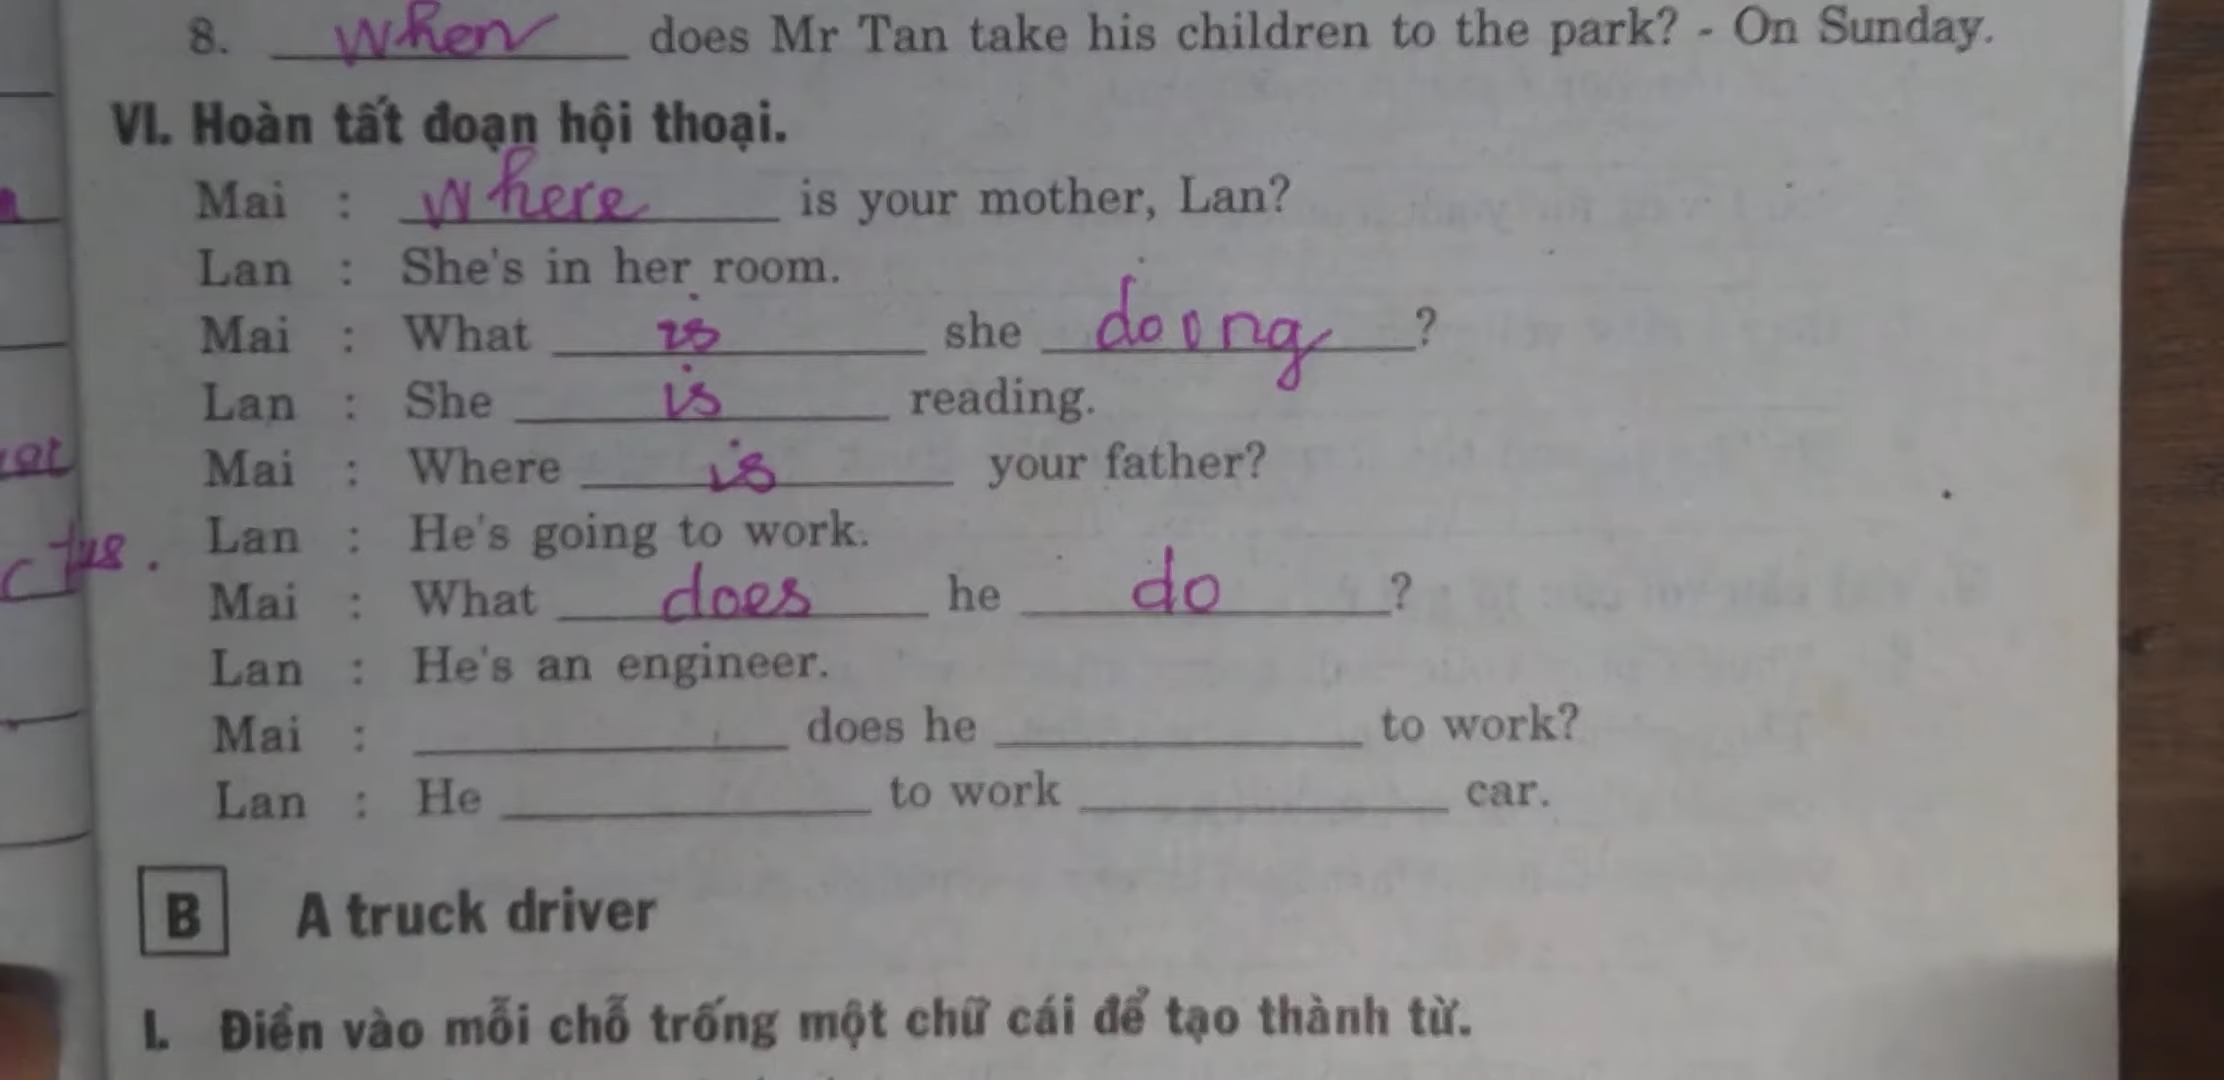 8. When does Mr Tan take his children to the park? - On Sunday.
VI. Hoàn tất đoạn hội thoại.
Mai : Where is your mother, Lan?
Lan : She's in her room.
Mai : What is she doing ?
Lan : She is reading.
Mai : Where is your father?
Lan : He's going to work.
Mai : What does he do ?
Lan : He's an engineer.
Mai : ____ does he ____ to work?
Lan : He ____ to work ____ car.
B A truck driver
I. Điền vào mỗi chỗ trống một chữ cái để tạo thành từ.